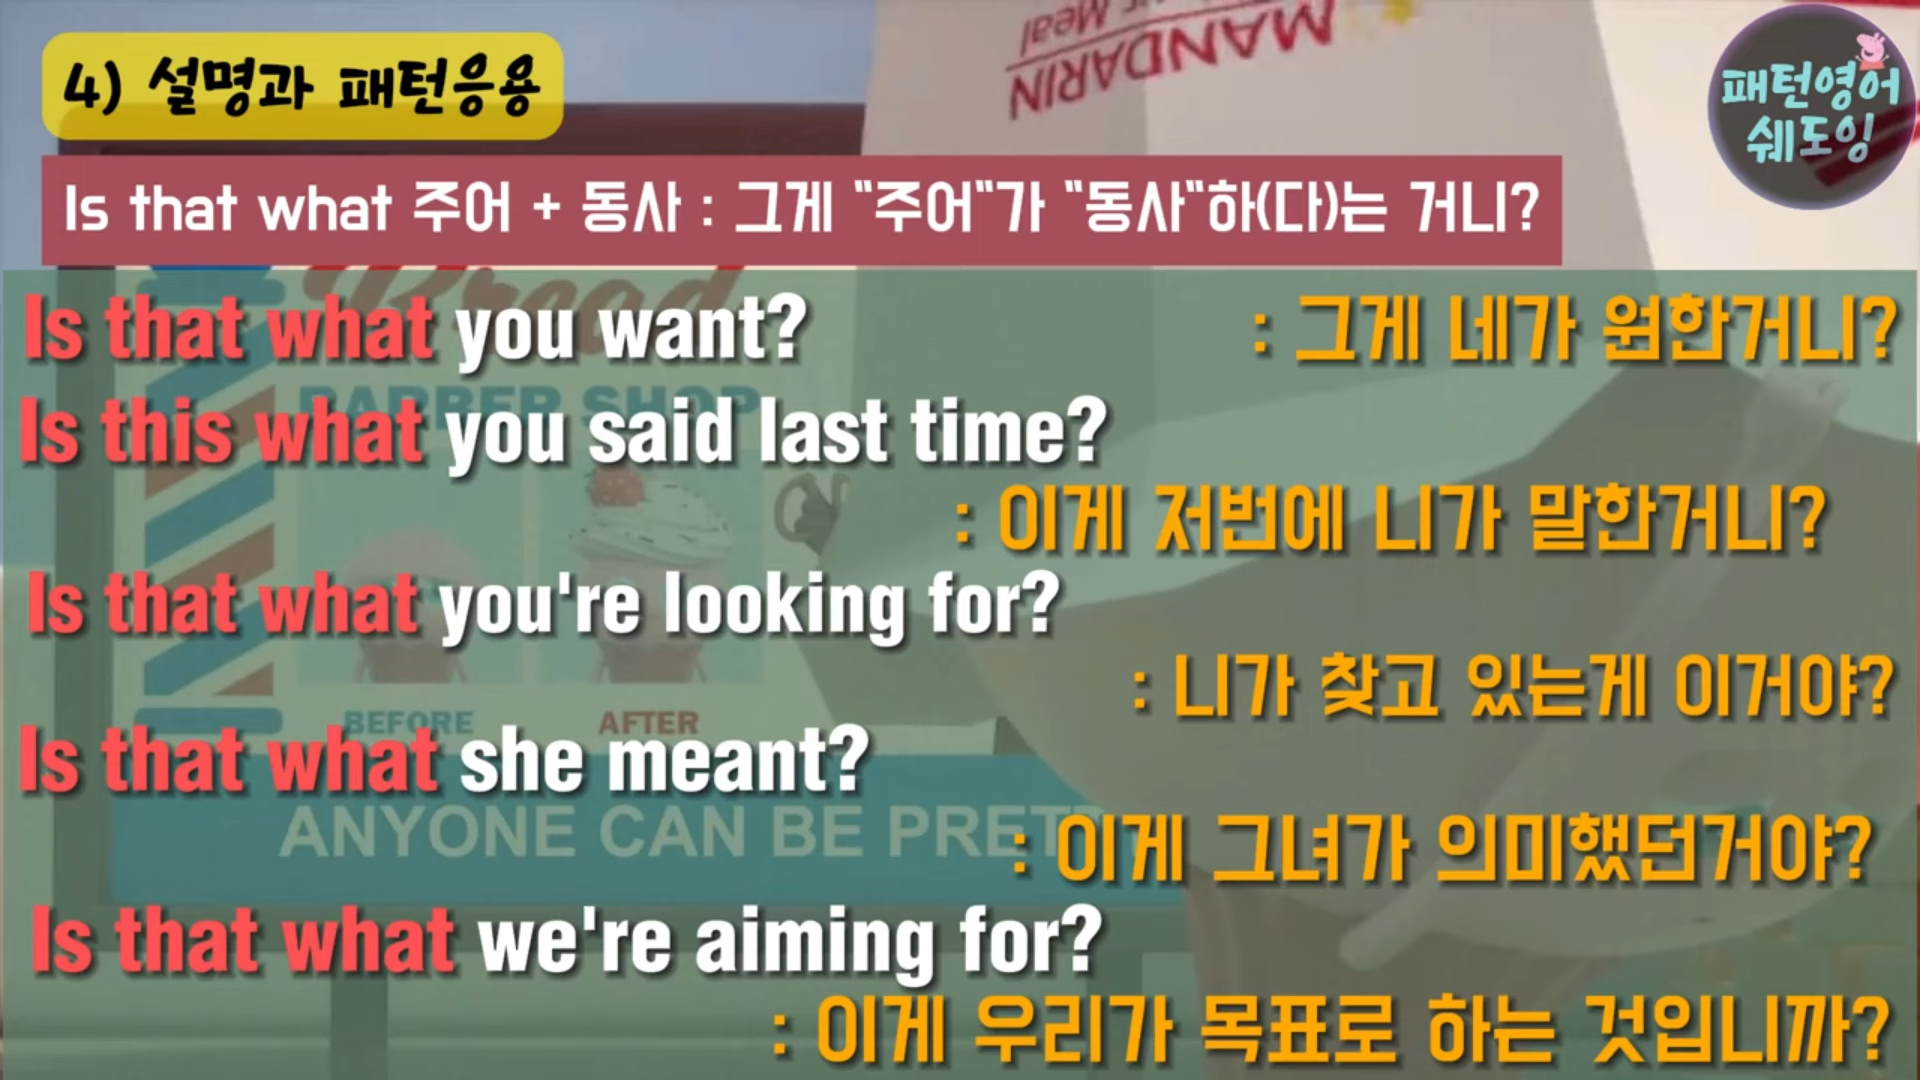 4) 설명과 패턴응용
패턴영어
쉐도잉
MANDARIN
Meal
Is that what 주어 + 동사 : 그게 "주어"가 "동사"하(다)는 거니?
Is that what you want?
: 그게 네가 원한거니?
Bread
BARBER SHOP
Is this what you said last time?
: 이게 저번에 니가 말한거니?
Is that what you're looking for?
: 니가 찾고 있는게 이거야?
BEFORE AFTER
Is that what she meant?
ANYONE CAN BE PRETT
: 이게 그녀가 의미했던거야?
Is that what we're aiming for?
: 이게 우리가 목표로 하는 것입니까?